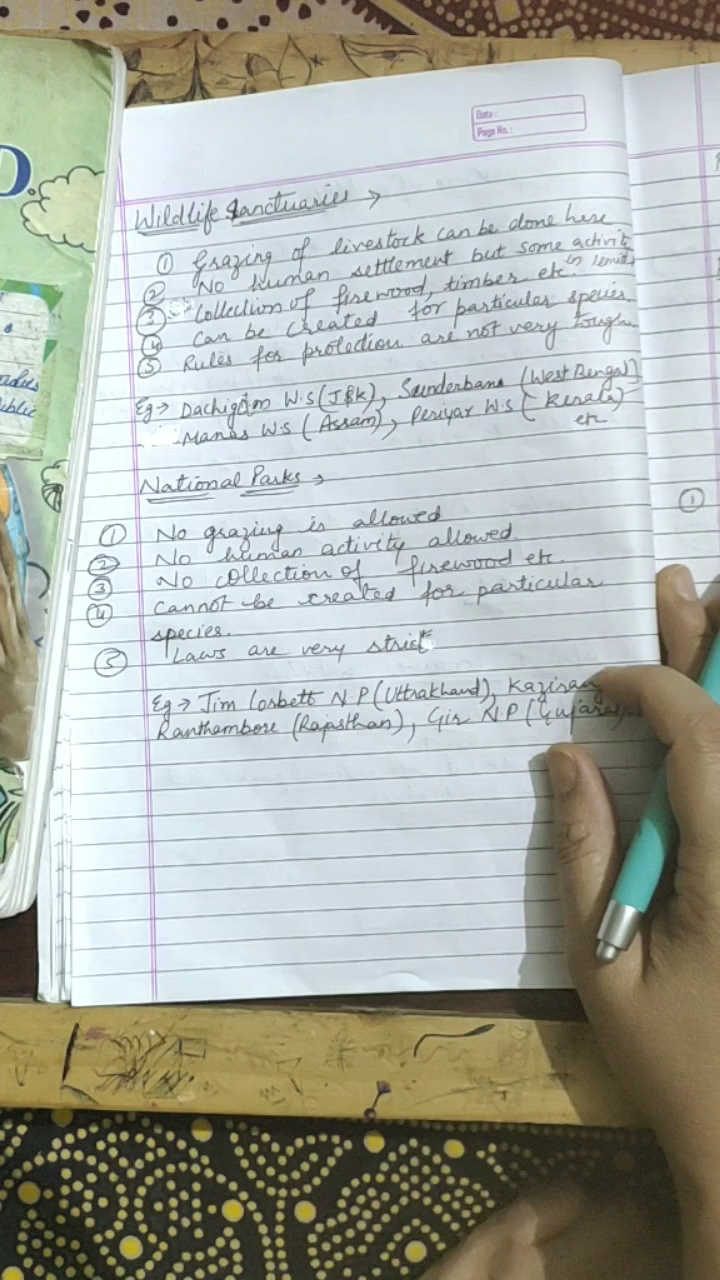 D.
Date :
Page No. :
Wildlife Sanctuaries →
① Grazing of livestock can be done here
② No human settlement but some activity in limits
③ Collection of firewood, timber etc.
④ Can be created for particular species
⑤ Rules for protection are not very tough.
Eg → Dachigam W.S (J&K), Sunderbans (West Bengal)
Manas W.S (Assam), Periyar W.S (Kerala)
etc
National Parks →
① No grazing is allowed
② No human activity allowed
③ No collection of firewood etc.
④ Cannot be created for particular
species.
⑤ Laws are very strict
Eg → Jim Corbett N.P (Uttrakhand), Kaziran
Ranthambore (Rajasthan), Gir N.P (Gujarat
①